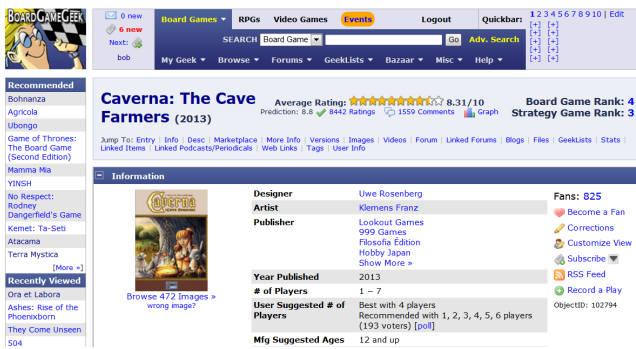 BOARDGAMEGEEK
0 new
6 new
Next:
bob
Board Games RPGs Video Games Events Logout Quickbar:
1 2 3 4 5 6 7 8 9 10 | Edit
[+] [+]
[+] [+]
[+] [+]
[+] [+]
[+] [+]
SEARCH Board Game Go Adv. Search
My Geek Browse Forums GeekLists Bazaar Misc Help
Recommended
Bohnanza
Agricola
Ubongo
Game of Thrones:
The Board Game
(Second Edition)
Mamma Mia
YINSH
No Respect:
Rodney
Dangerfield's Game
Kemet: Ta-Seti
Atacama
Terra Mystica
[More »]
Recently Viewed
Ora et Labora
Ashes: Rise of the
Phoenixborn
They Come Unseen
504
Caverna: The Cave
Farmers (2013)
Average Rating: 8.31/10
Prediction: 8.8 8442 Ratings 1559 Comments Graph
Board Game Rank: 4
Strategy Game Rank: 3
Jump To: Entry | Info | Desc | Marketplace | More Info | Versions | Images | Videos | Forum | Linked Forums | Blogs | Files | GeekLists | Stats |
Linked Items | Linked Podcasts/Periodicals | Web Links | Tags | User Info
Information
Caverna
Browse 472 Images »
wrong image?
Designer Uwe Rosenberg
Artist Klemens Franz
Publisher Lookout Games
999 Games
Filosofia Édition
Hobby Japan
Show More »
Year Published 2013
# of Players 1 − 7
User Suggested # of Players Best with 4 players
Recommended with 1, 2, 3, 4, 5, 6 players
(193 voters) [poll]
Mfg Suggested Ages 12 and up
Fans: 825
Become a Fan
Corrections
Customize View
Subscribe
RSS Feed
Record a Play
ObjectID: 102794